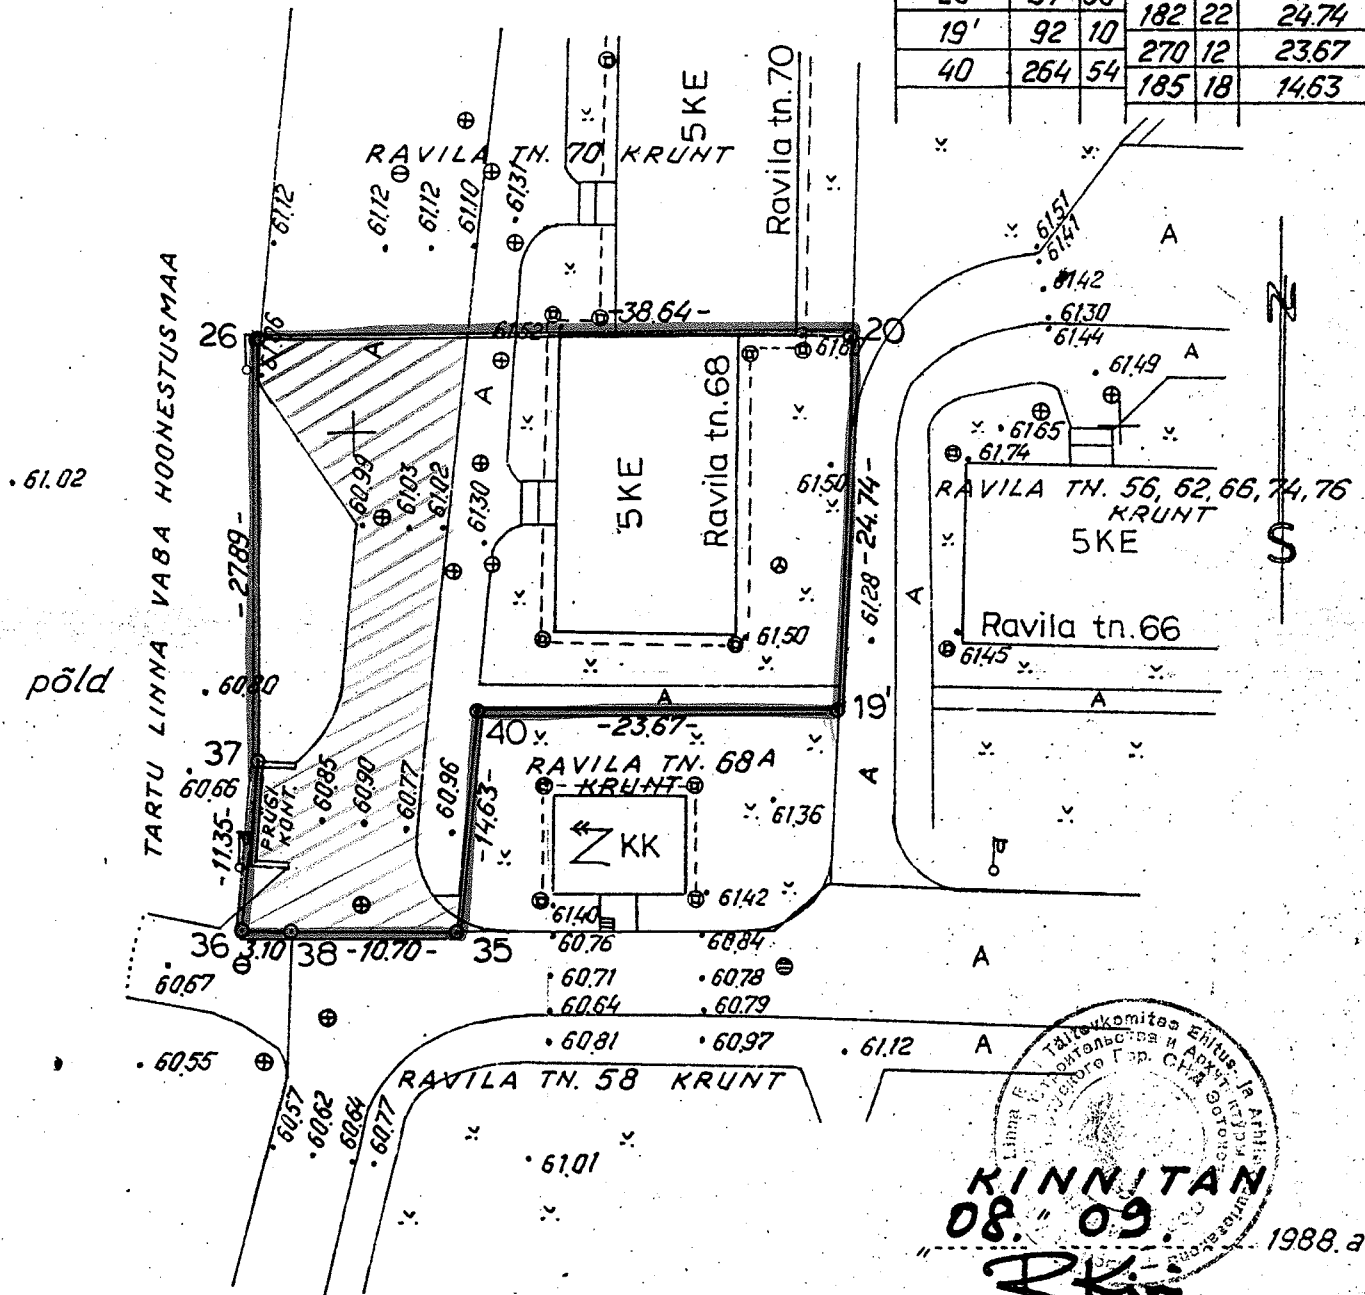 182 22 24.74
19' 92 10
270 12 23.67
40 264 54
185 18 14.63
5KE
Ravila tn.70
RAVILA TN. 70 KRUNT
61.12
61.12
61.12
61.10
61.31
61.51
61.41
61.42
61.30
61.44
61.49
A
A
N
S
TARTU LINNA VABA HOONESTUSMAA
26
-38.64-
20
61.52
A
A
61.02
60.99
61.03
61.02
61.30
5KE
Ravila tn.68
61.50
-24.74-
61.28
61.65
61.74
RAVILA TN. 56, 62, 66, 74, 76
KRUNT
5KE
Ravila tn.66
61.45
A
A
-27.89-
61.50
põld
60.80
A
19'
40
-23.67-
37
60.66
-11.35-
PRÜGI
KONT.
60.85
60.90
60.77
60.96
-14.63-
RAVILA TN. 68A
KRUNT
KK
61.36
A
61.40
61.42
36
3.10
38
-10.70-
35
60.76
60.84
60.67
60.71
60.78
60.64
60.79
60.81
60.97
61.12
A
A
60.55
RAVILA TN. 58 KRUNT
60.57
60.62
60.64
60.77
61.01
KINNITAN
08." 09. 1988.a